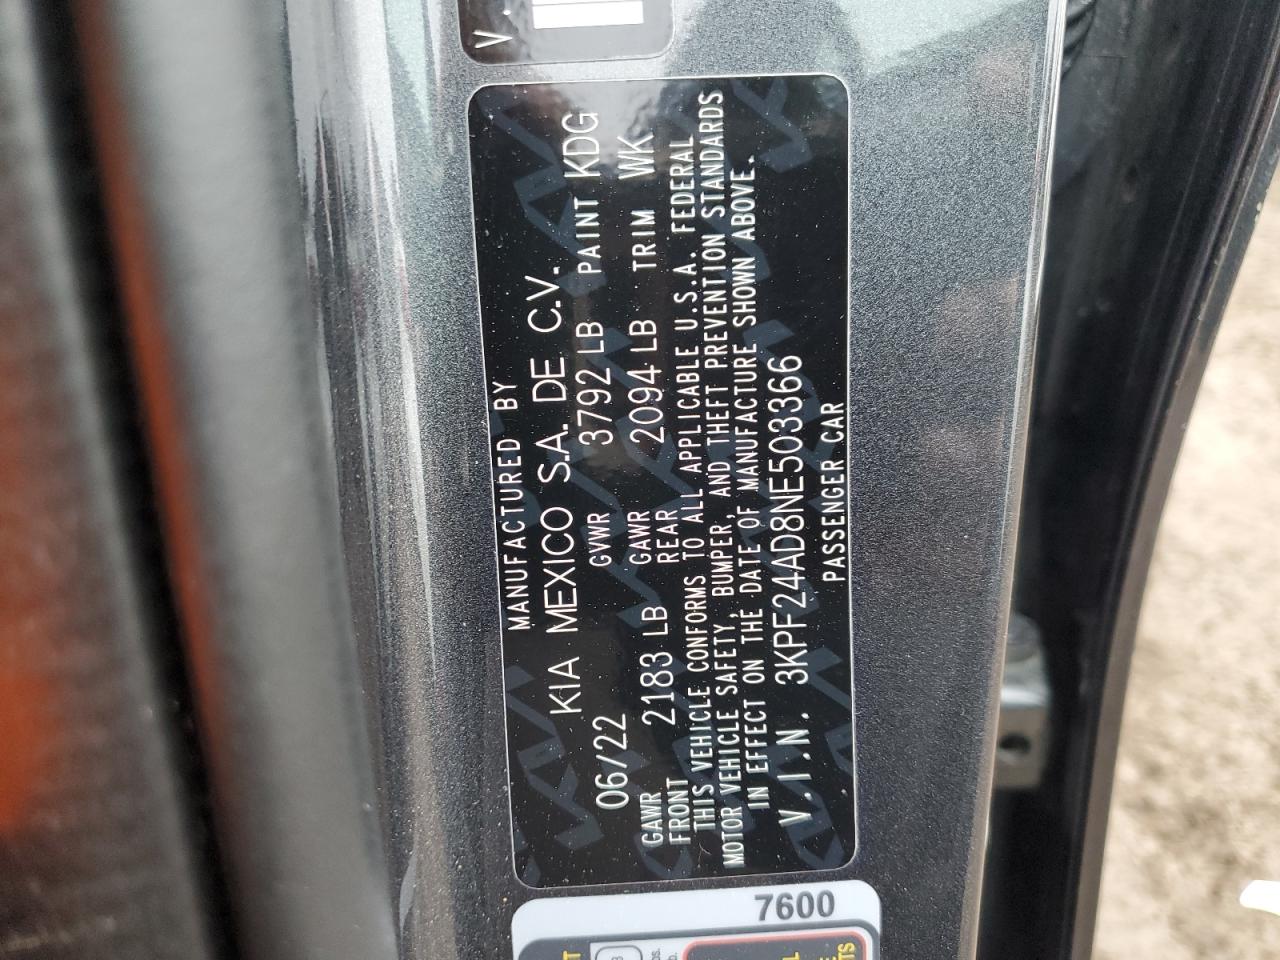 V.
MANUFACTURED BY
KIA MEXICO S.A. DE C.V.
06/22 GVWR 3792 LB PAINT KDG
GAWR FRONT 2183 LB GAWR REAR 2094 LB TRIM WK
THIS VEHICLE CONFORMS TO ALL APPLICABLE U.S.A. FEDERAL
MOTOR VEHICLE SAFETY, BUMPER, AND THEFT PREVENTION STANDARDS
IN EFFECT ON THE DATE OF MANUFACTURE SHOWN ABOVE.
V.I.N. 3KPF24AD8NE503366
PASSENGER CAR
7600